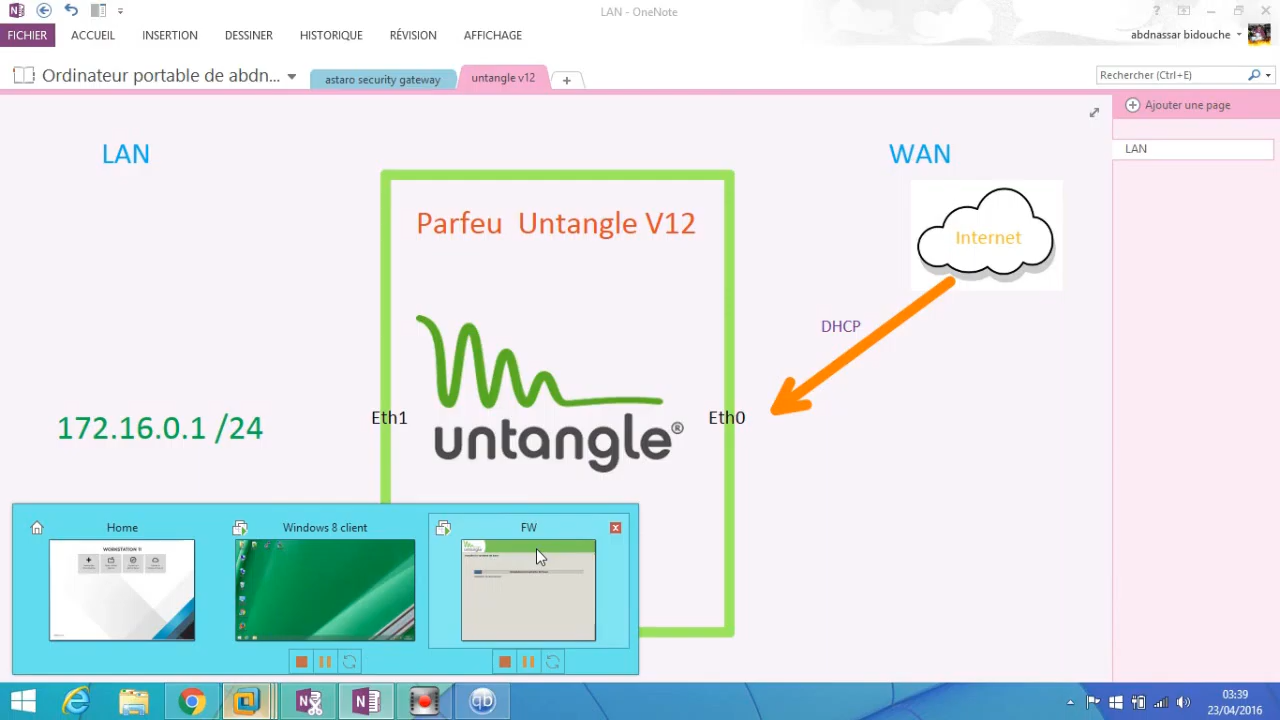 LAN - OneNote
FICHIER
ACCUEIL
INSERTION
DESSINER
HISTORIQUE
RÉVISION
AFFICHAGE
abdnassar bidouche
Ordinateur portable de abdn...
astaro security gateway
untangle v12
Rechercher (Ctrl+E)
Ajouter une page
LAN
LAN
WAN
Parfeu Untangle V12
Internet
DHCP
172.16.0.1 /24
Eth1
Eth0
untangle®
Home
Windows 8 client
FW
WORKSTATION 11
03:39
23/04/2016